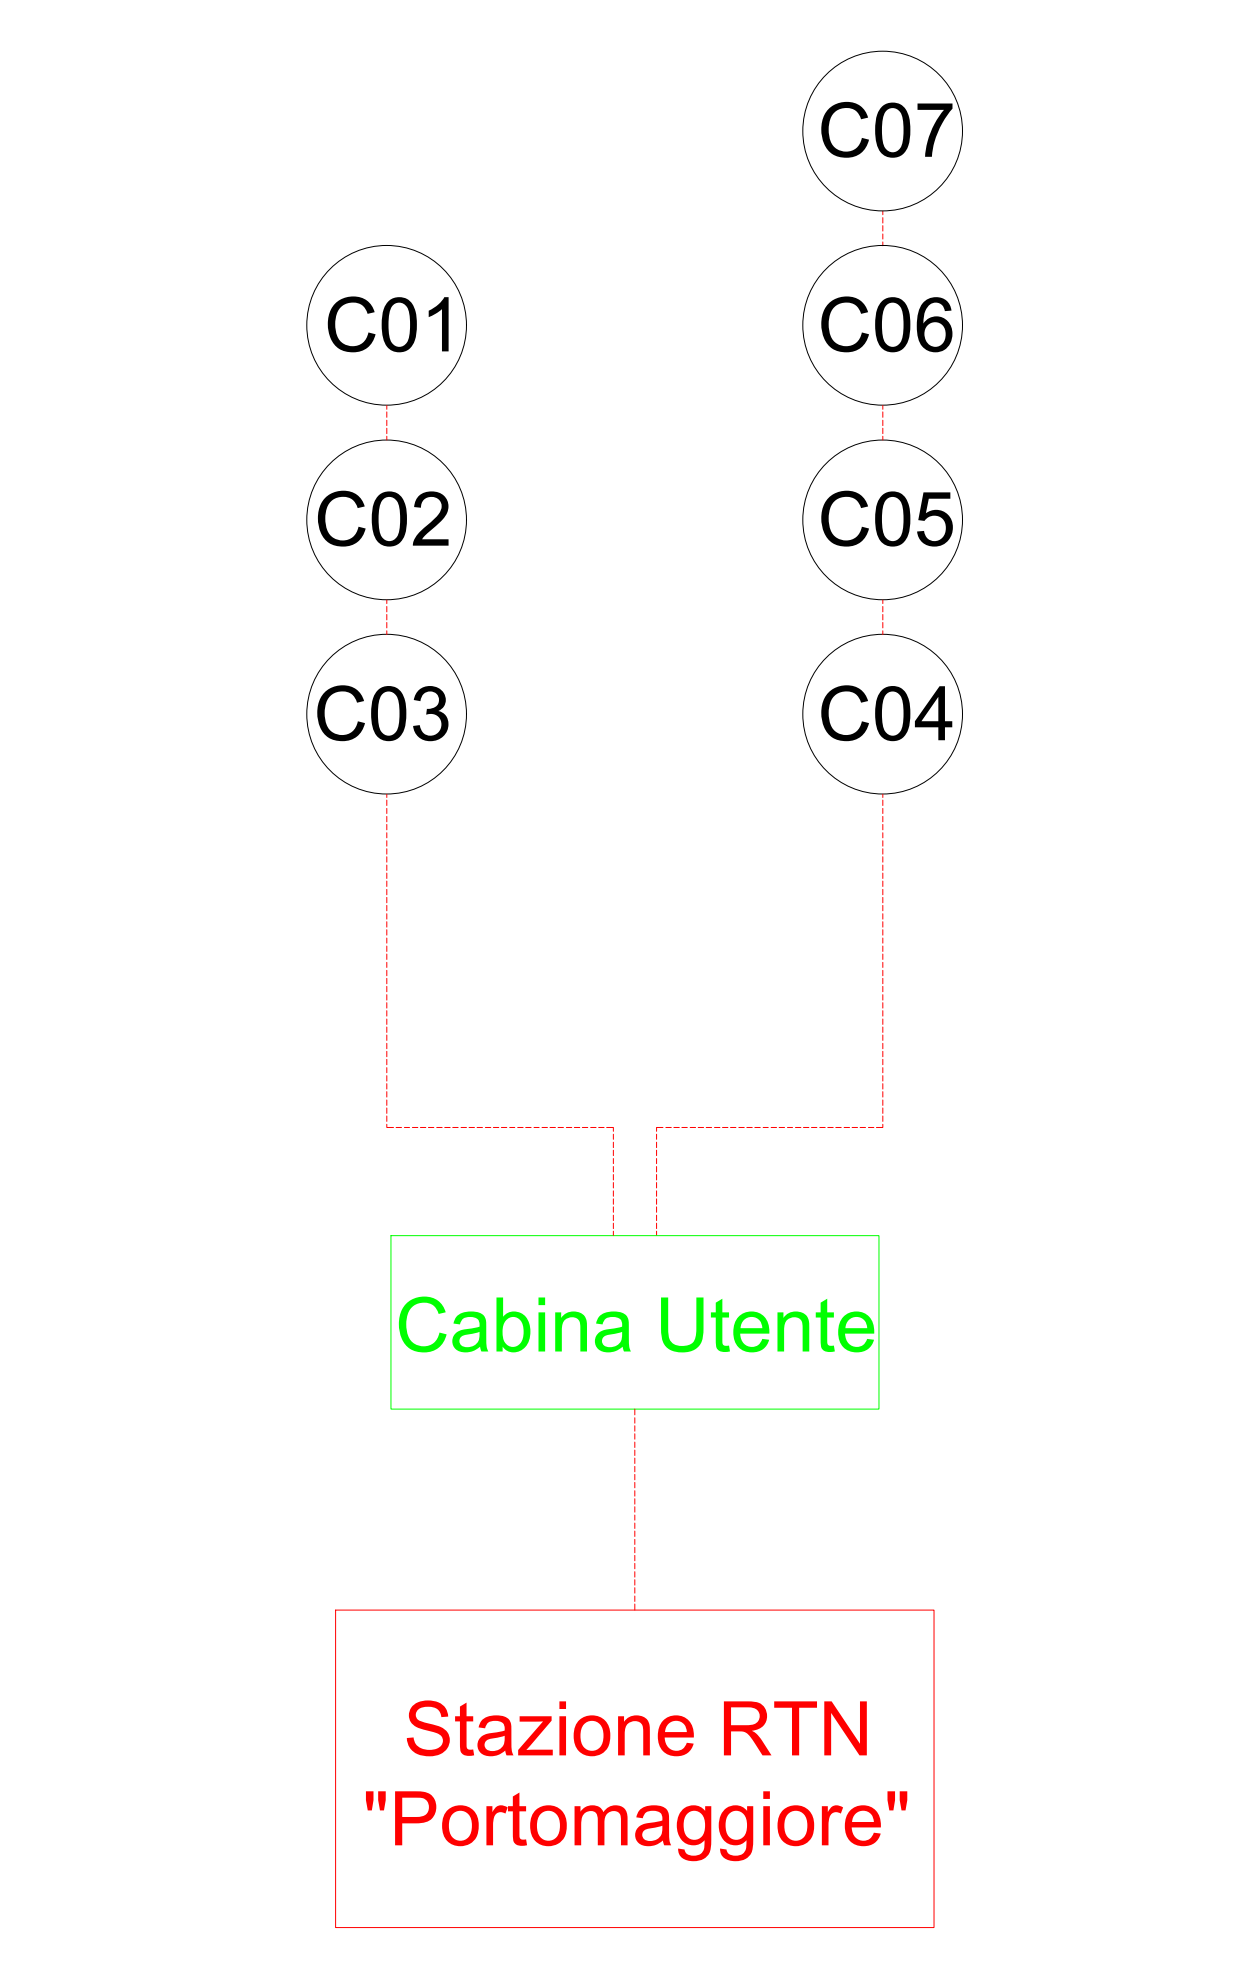 C07
C01
C06
C02
C05
C03
C04
Cabina Utente
Stazione RTN
"Portomaggiore"